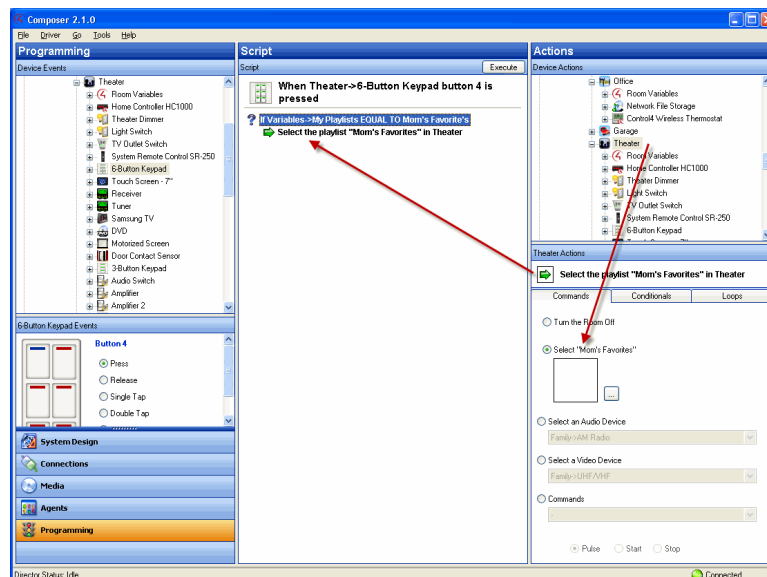 Composer 2.1.0
File Driver Go Tools Help
Programming
Device Events
Theater
Room Variables
Home Controller HC1000
Theater Dimmer
Light Switch
TV Outlet Switch
System Remote Control SR-250
6-Button Keypad
Touch Screen - 7"
Receiver
Tuner
Samsung TV
DVD
Motorized Screen
Door Contact Sensor
3-Button Keypad
Audio Switch
Amplifier
Amplifier 2
6-Button Keypad Events
Button 4
Press
Release
Single Tap
Double Tap
System Design
Connections
Media
Agents
Programming
Director Status: Idle
Script
Script Execute
When Theater->6-Button Keypad button 4 is
pressed
If Variables->My Playlists EQUAL TO Mom's Favorite's
Select the playlist "Mom's Favorites" in Theater
Actions
Device Actions
Office
Room Variables
Network File Storage
Control4 Wireless Thermostat
Garage
Theater
Room Variables
Home Controller HC1000
Theater Dimmer
Light Switch
TV Outlet Switch
System Remote Control SR-250
6-Button Keypad
Theater Actions
Select the playlist "Mom's Favorites" in Theater
Commands Conditionals Loops
Turn the Room Off
Select "Mom's Favorites"
...
Select an Audio Device
Family->AM Radio
Select a Video Device
Family->UHF/VHF
Commands
Pulse Start Stop
Connected